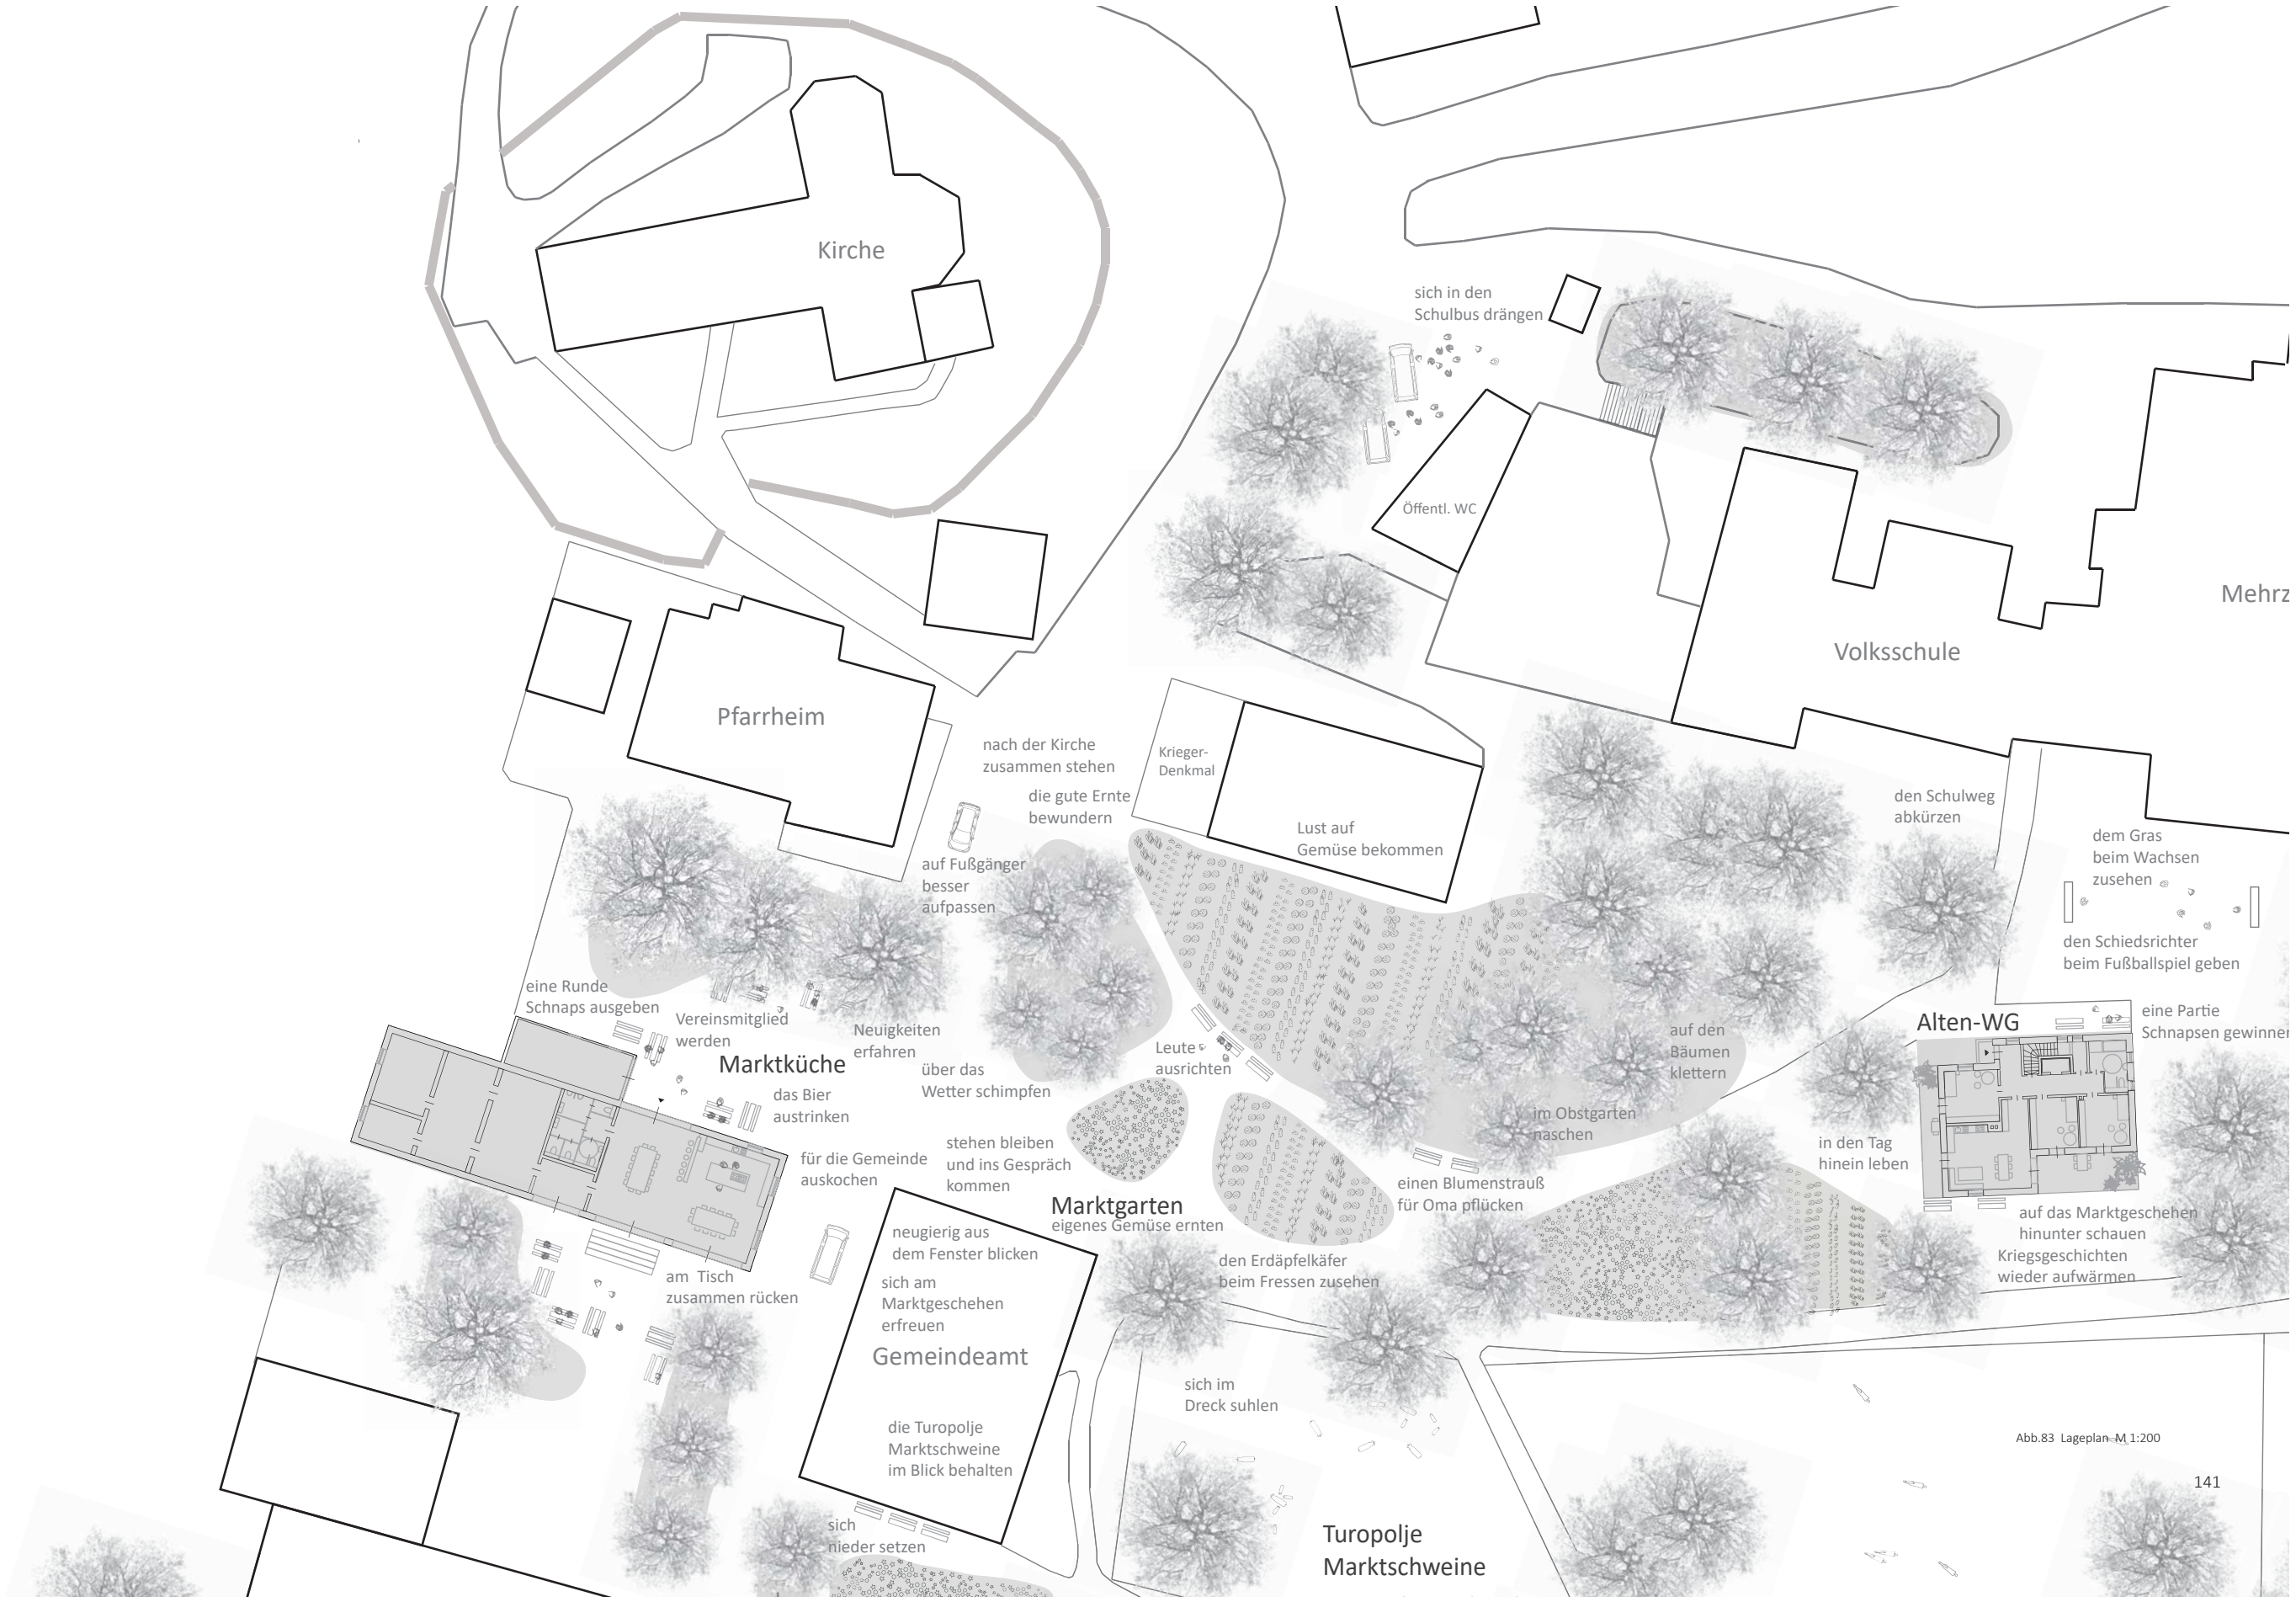 Kirche
sich in den
Schulbus drängen
Öffentl. WC
Mehrz
Volksschule
Pfarrheim
nach der Kirche
zusammen stehen
Krieger-
Denkmal
die gute Ernte
bewundern
Lust auf
Gemüse bekommen
den Schulweg
abkürzen
dem Gras
beim Wachsen
zusehen
auf Fußgänger
besser
aufpassen
den Schiedsrichter
beim Fußballspiel geben
eine Runde
Schnaps ausgeben
Vereinsmitglied
werden
Neuigkeiten
erfahren
Marktküche
über das
Wetter schimpfen
Leute
ausrichten
auf den
Bäumen
klettern
Alten-WG
eine Partie
Schnapsen gewinnen
das Bier
austrinken
im Obstgarten
naschen
für die Gemeinde
auskochen
stehen bleiben
und ins Gespräch
kommen
in den Tag
hinein leben
Marktgarten
eigenes Gemüse ernten
einen Blumenstrauß
für Oma pflücken
auf das Marktgeschehen
hinunter schauen
Kriegsgeschichten
wieder aufwärmen
neugierig aus
dem Fenster blicken
den Erdäpfelkäfer
beim Fressen zusehen
am Tisch
zusammen rücken
sich am
Marktgeschehen
erfreuen
Gemeindeamt
sich im
Dreck suhlen
die Turopolje
Marktschweine
im Blick behalten
Abb.83 Lageplan M 1:200
141
sich
nieder setzen
Turopolje
Marktschweine